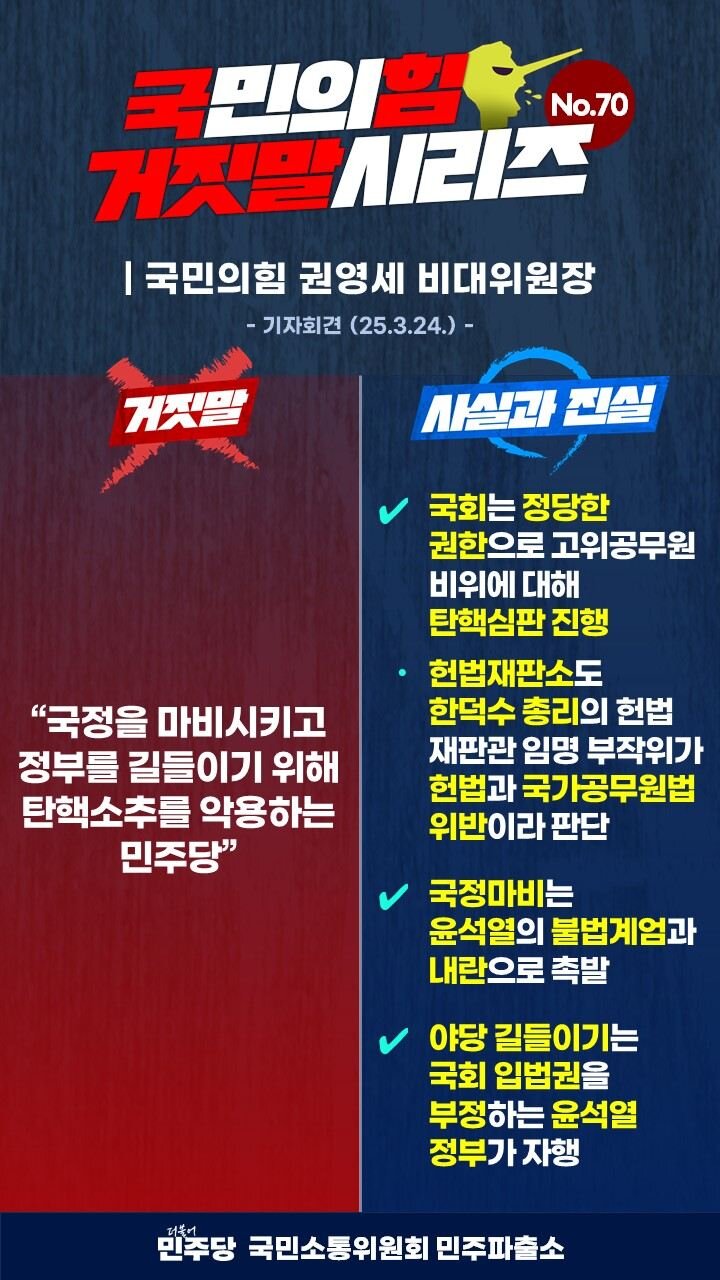 국민의힘
No.70
거짓말시리즈
| 국민의힘 권영세 비대위원장
- 기자회견 (25.3.24.) -
거짓말
“국정을 마비시키고
정부를 길들이기 위해
탄핵소추를 악용하는
민주당”
사실과 진실
✔ 국회는 정당한
권한으로 고위공무원
비위에 대해
탄핵심판 진행
· 헌법재판소도
한덕수 총리의 헌법
재판관 임명 부작위가
헌법과 국가공무원법
위반이라 판단
✔ 국정마비는
윤석열의 불법계엄과
내란으로 촉발
✔ 야당 길들이기는
국회 입법권을
부정하는 윤석열
정부가 자행
더불어
민주당 국민소통위원회 민주파출소